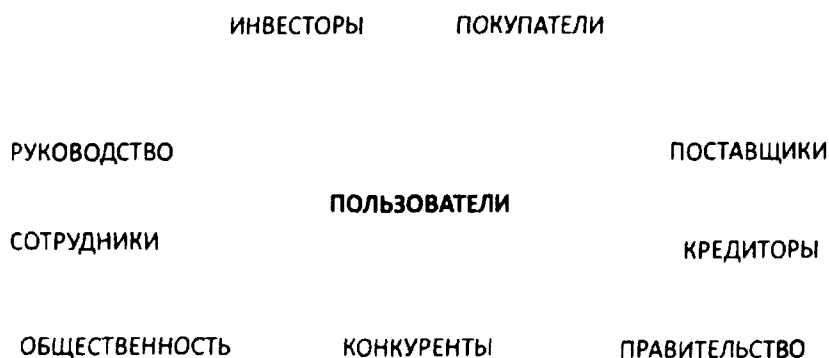 ИНВЕСТОРЫ ПОКУПАТЕЛИ
РУКОВОДСТВО ПОСТАВЩИКИ
ПОЛЬЗОВАТЕЛИ
СОТРУДНИКИ КРЕДИТОРЫ
ОБЩЕСТВЕННОСТЬ КОНКУРЕНТЫ ПРАВИТЕЛЬСТВО